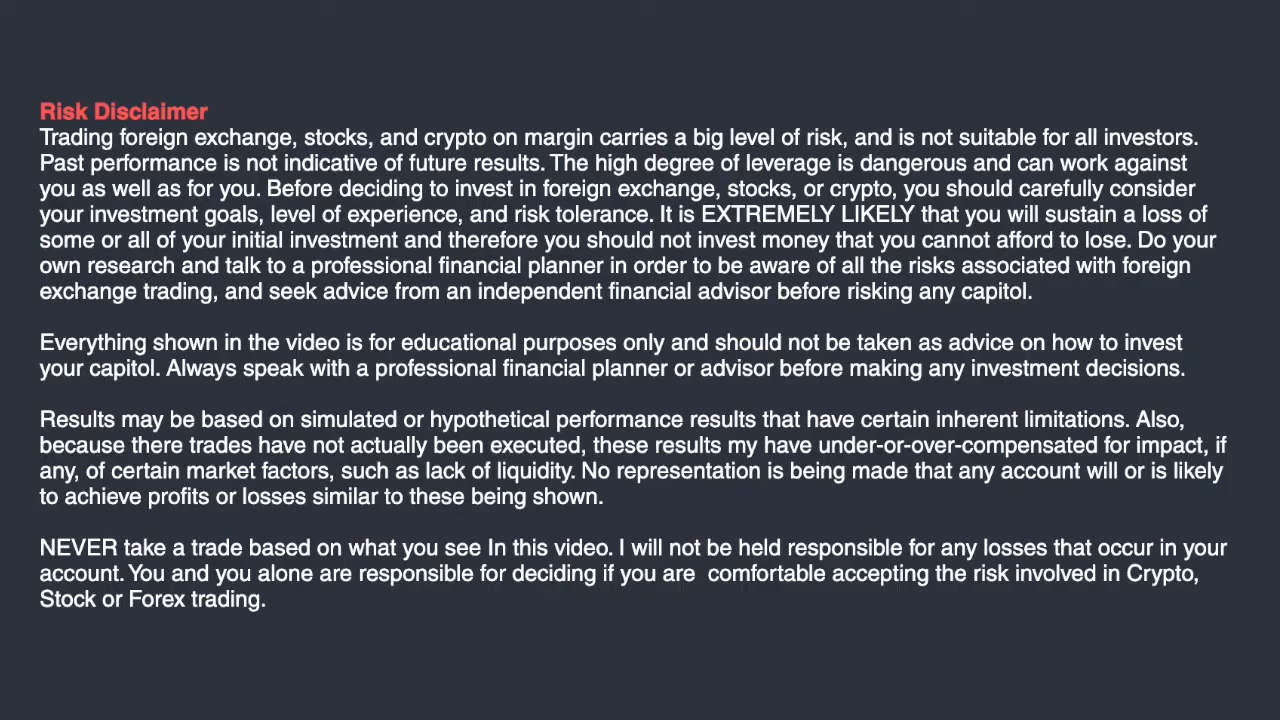 Risk Disclaimer
Trading foreign exchange, stocks, and crypto on margin carries a big level of risk, and is not suitable for all investors.
Past performance is not indicative of future results. The high degree of leverage is dangerous and can work against
you as well as for you. Before deciding to invest in foreign exchange, stocks, or crypto, you should carefully consider
your investment goals, level of experience, and risk tolerance. It is EXTREMELY LIKELY that you will sustain a loss of
some or all of your initial investment and therefore you should not invest money that you cannot afford to lose. Do your
own research and talk to a professional financial planner in order to be aware of all the risks associated with foreign
exchange trading, and seek advice from an independent financial advisor before risking any capitol.

Everything shown in the video is for educational purposes only and should not be taken as advice on how to invest
your capitol. Always speak with a professional financial planner or advisor before making any investment decisions.

Results may be based on simulated or hypothetical performance results that have certain inherent limitations. Also,
because there trades have not actually been executed, these results my have under-or-over-compensated for impact, if
any, of certain market factors, such as lack of liquidity. No representation is being made that any account will or is likely
to achieve profits or losses similar to these being shown.

NEVER take a trade based on what you see In this video. I will not be held responsible for any losses that occur in your
account. You and you alone are responsible for deciding if you are  comfortable accepting the risk involved in Crypto,
Stock or Forex trading.